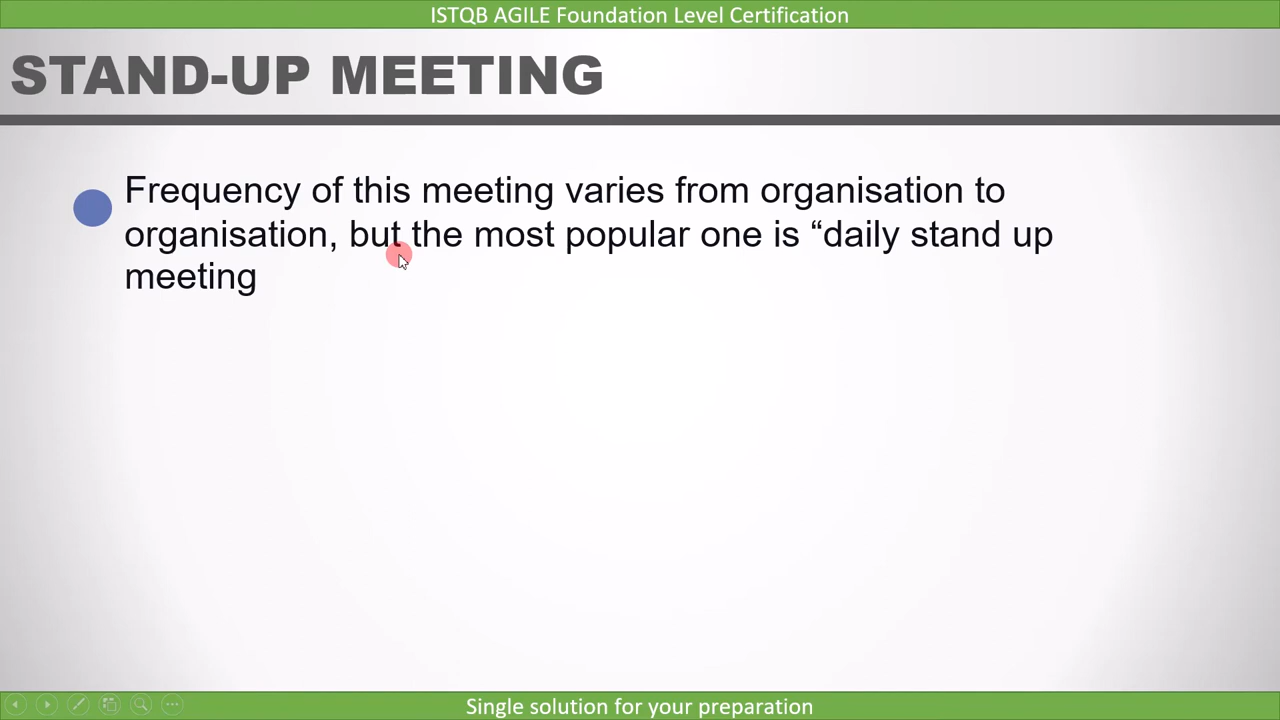 ISTQB AGILE Foundation Level Certification
STAND-UP MEETING
Frequency of this meeting varies from organisation to
organisation, but the most popular one is “daily stand up
meeting
Single solution for your preparation